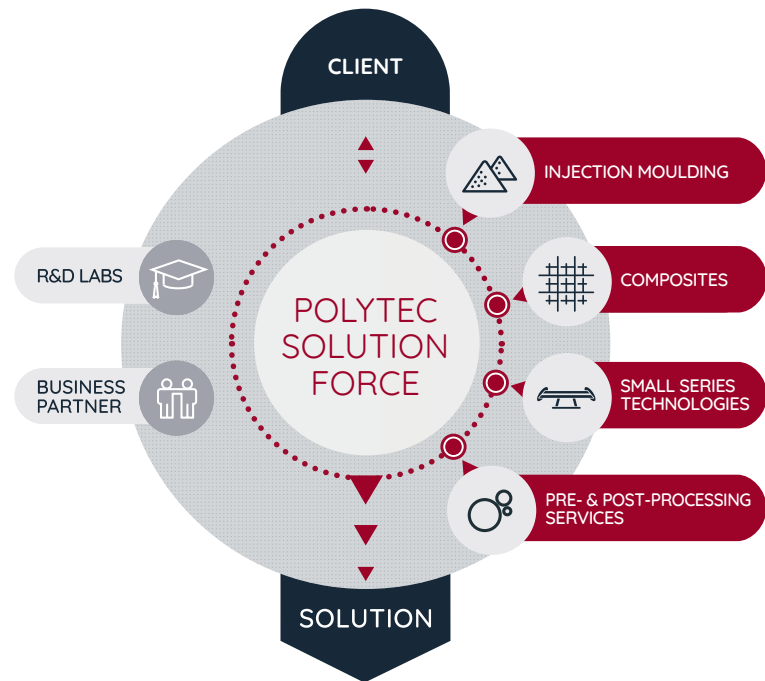 CLIENT
INJECTION MOULDING
R&D LABS
COMPOSITES
POLYTEC
SOLUTION
FORCE
BUSINESS
PARTNER
SMALL SERIES
TECHNOLOGIES
PRE- & POST-PROCESSING
SERVICES
SOLUTION